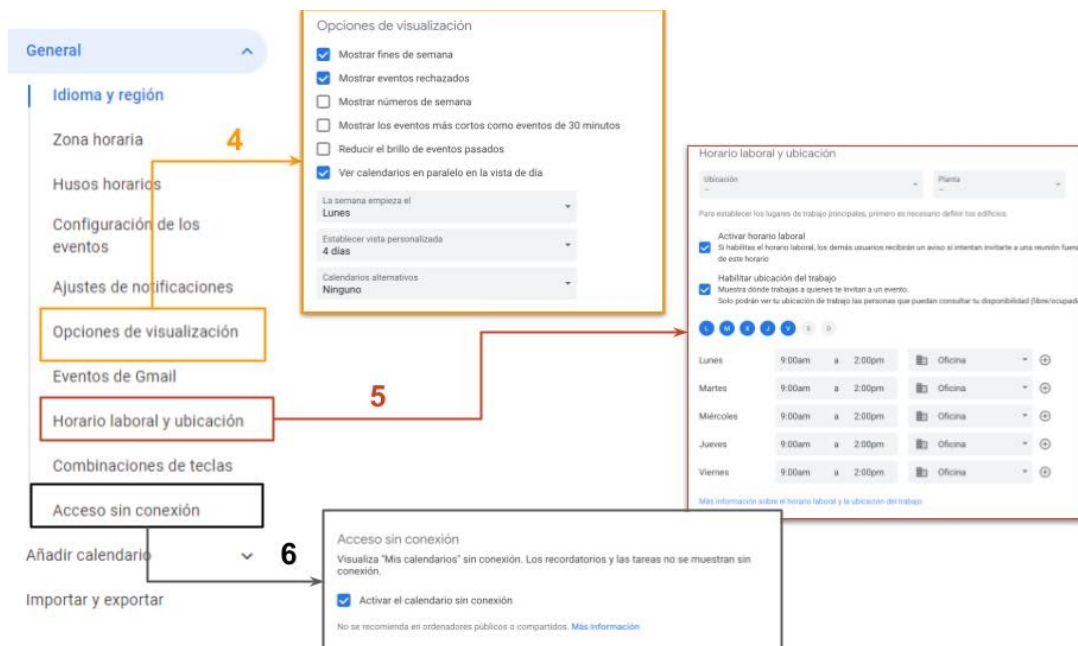 General
Idioma y región
Zona horaria
Husos horarios
Configuración de los
eventos
Ajustes de notificaciones
Opciones de visualización
Eventos de Gmail
Horario laboral y ubicación
Combinaciones de teclas
Acceso sin conexión
Añadir calendario
Importar y exportar
4
Opciones de visualización
Mostrar fines de semana
Mostrar eventos rechazados
Mostrar números de semana
Mostrar los eventos más cortos como eventos de 30 minutos
Reducir el brillo de eventos pasados
Ver calendarios en paralelo en la vista de día
La semana empieza el
Lunes
Establecer vista personalizada
4 días
Calendarios alternativos
Ninguno
5
Horario laboral y ubicación
Ubicación Planta
– –
Para establecer los lugares de trabajo principales, primero es necesario definir los edificios.
Activar horario laboral
Si habilitas el horario laboral, los demás usuarios recibirán un aviso si intentan invitarte a una reunión fuera
de este horario
Habilitar ubicación del trabajo
Muestra dónde trabajas a quienes te invitan a un evento.
Solo podrán ver tu ubicación de trabajo las personas que puedan consultar tu disponibilidad (libre/ocupado
L M X J V S D
Lunes 9:00am a 2:00pm Oficina
Martes 9:00am a 2:00pm Oficina
Miércoles 9:00am a 2:00pm Oficina
Jueves 9:00am a 2:00pm Oficina
Viernes 9:00am a 2:00pm Oficina
Más información sobre el horario laboral y la ubicación del trabajo
6
Acceso sin conexión
Visualiza "Mis calendarios" sin conexión. Los recordatorios y las tareas no se muestran sin
conexión.
Activar el calendario sin conexión
No se recomienda en ordenadores públicos o compartidos. Más información